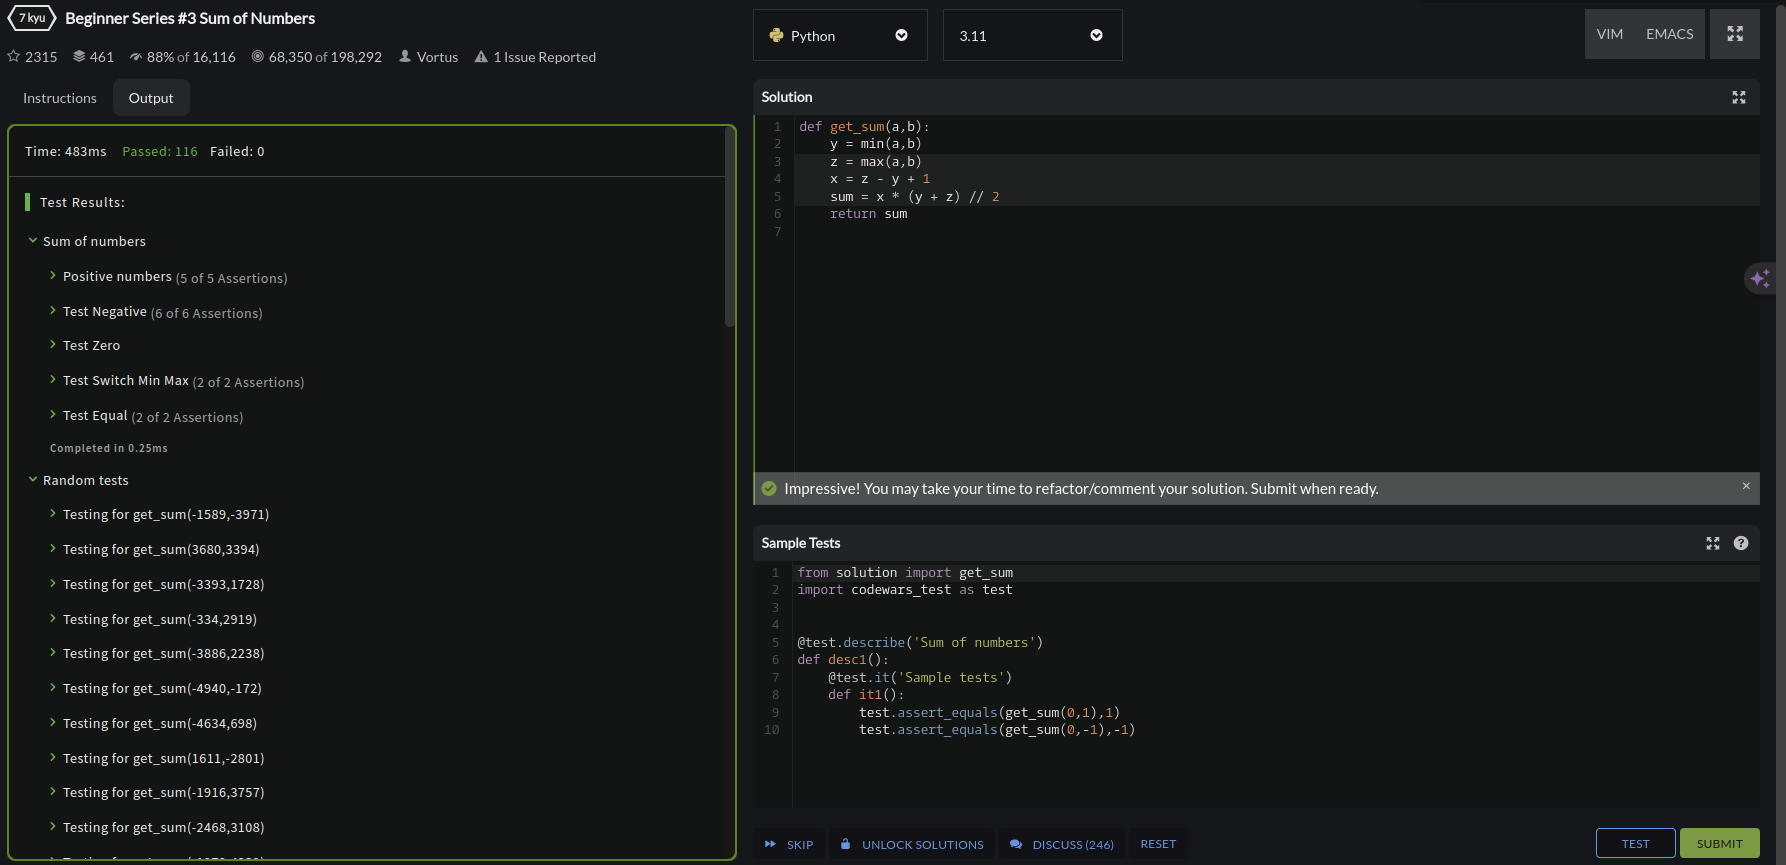 7 kyu Beginner Series #3 Sum of Numbers
2315 461 88% of 16,116 68,350 of 198,292 Vortus 1 Issue Reported
Instructions Output
Time: 483ms Passed: 116 Failed: 0
Test Results:
Sum of numbers
Positive numbers (5 of 5 Assertions)
Test Negative (6 of 6 Assertions)
Test Zero
Test Switch Min Max (2 of 2 Assertions)
Test Equal (2 of 2 Assertions)
Completed in 0.25ms
Random tests
Testing for get_sum(-1589,-3971)
Testing for get_sum(3680,3394)
Testing for get_sum(-3393,1728)
Testing for get_sum(-334,2919)
Testing for get_sum(-3886,2238)
Testing for get_sum(-4940,-172)
Testing for get_sum(-4634,698)
Testing for get_sum(1611,-2801)
Testing for get_sum(-1916,3757)
Testing for get_sum(-2468,3108)
Python 3.11 VIM EMACS
Solution
1 def get_sum(a,b):
2     y = min(a,b)
3     z = max(a,b)
4     x = z - y + 1
5     sum = x * (y + z) // 2
6     return sum
7
Impressive! You may take your time to refactor/comment your solution. Submit when ready.
Sample Tests
1 from solution import get_sum
2 import codewars_test as test
3
4
5 @test.describe('Sum of numbers')
6 def desc1():
7     @test.it('Sample tests')
8     def it1():
9         test.assert_equals(get_sum(0,1),1)
10         test.assert_equals(get_sum(0,-1),-1)
SKIP UNLOCK SOLUTIONS DISCUSS (246) RESET TEST SUBMIT